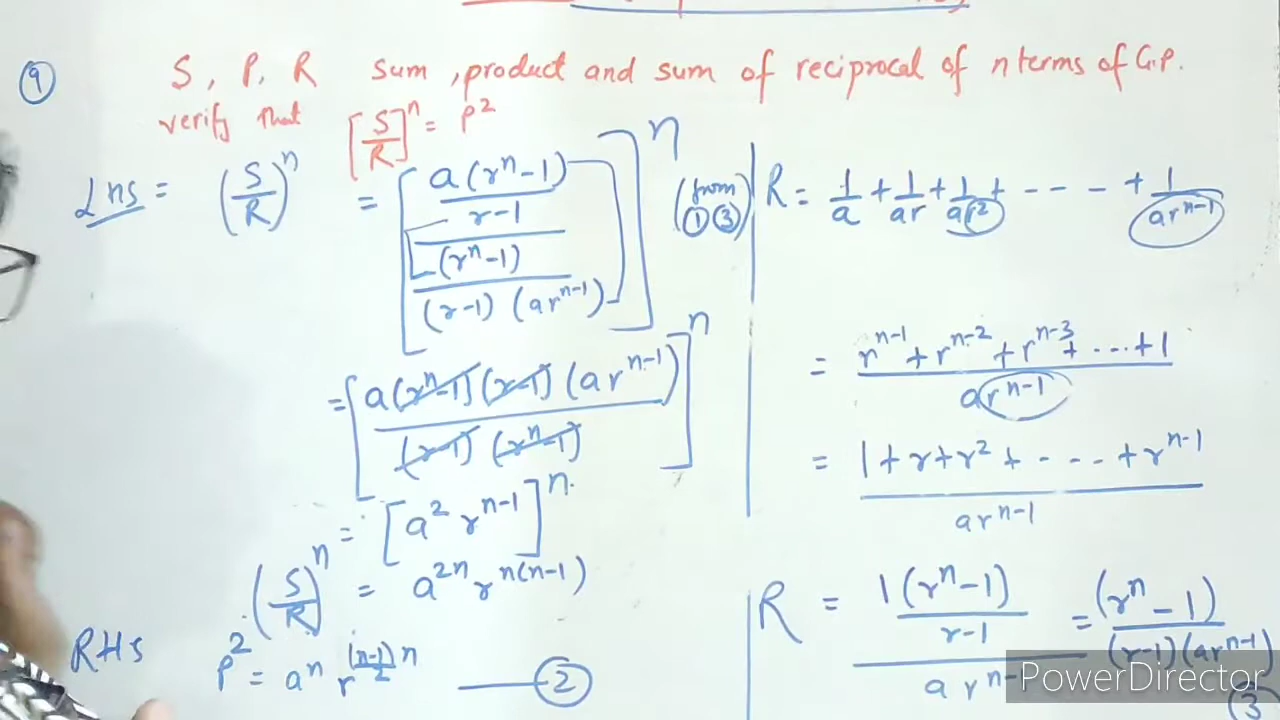 9 S, P, R sum, product and sum of reciprocal of n terms of G.P.
verify that [S/R]^n = P^2
LHS = (S/R)^n = [a(r^n-1)/r-1 / (r^n-1)/(r-1)(ar^n-1)]^n (from ① ③)
= [a(r^n-1)(r-1)(ar^n-1)/(r-1)(r^n-1)]^n
= [a^2 r^n-1]^n
(S/R)^n = a^2n r^n(n-1)
RHS P^2 = a^n r^(n-1)/2 n ②
R = 1/a + 1/ar + 1/ar^2 + - - - - + 1/ar^n-1
= r^n-1 + r^n-2 + r^n-3 + ... + 1 / ar^n-1
= 1 + r + r^2 + - - - + r^n-1 / ar^n-1
R = 1(r^n-1)/r-1 / ar^n- = (r^n-1)/(r-1)(ar^n-1)
③
PowerDirector